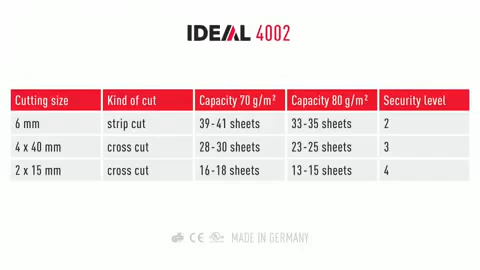 IDEAL 4002
Cutting size Kind of cut Capacity 70 g/m² Capacity 80 g/m² Security level
6 mm strip cut 39-41 sheets 33-35 sheets 2
4 x 40 mm cross cut 28-30 sheets 23-25 sheets 3
2 x 15 mm cross cut 16-18 sheets 13-15 sheets 4
CE MADE IN GERMANY